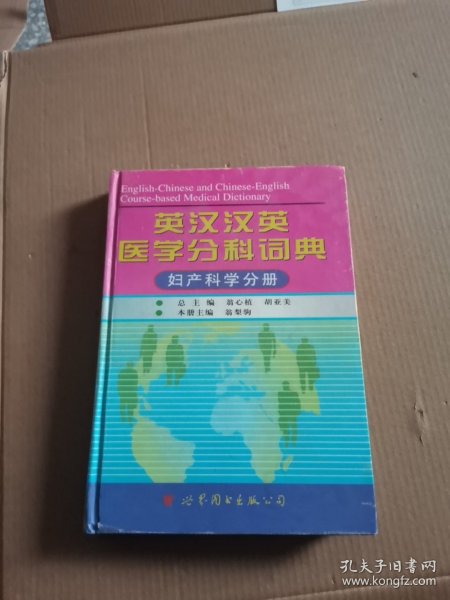 English-Chinese and Chinese-English
Course-based Medical Dictionary
英汉汉英
医学分科词典
妇产科学分册
● 总主编 翁心植 胡亚美
● 本册主编 翁梨驹
世界图书出版公司
孔夫子旧书网
www.kongfz.com